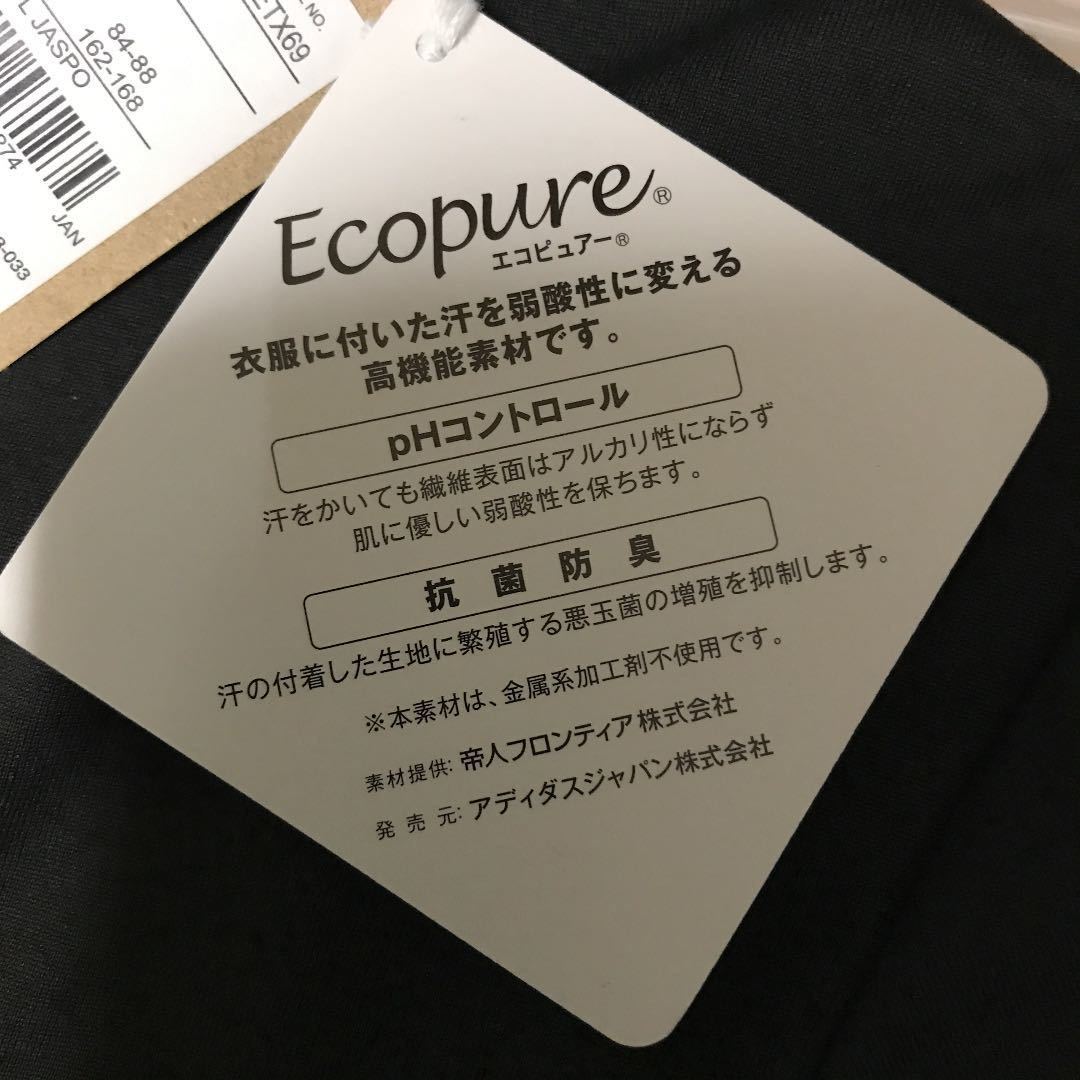 NO.
ETX69
84-88
162-168
L JASPO
JAN
-033
Ecopure®
エコピュアー®
衣服に付いた汗を弱酸性に変える
高機能素材です。
pHコントロール
汗をかいても繊維表面はアルカリ性にならず
肌に優しい弱酸性を保ちます。
抗菌防臭
汗の付着した生地に繁殖する悪玉菌の増殖を抑制します。
※本素材は、金属系加工剤不使用です。
素材提供: 帝人フロンティア株式会社
発売元: アディダスジャパン株式会社